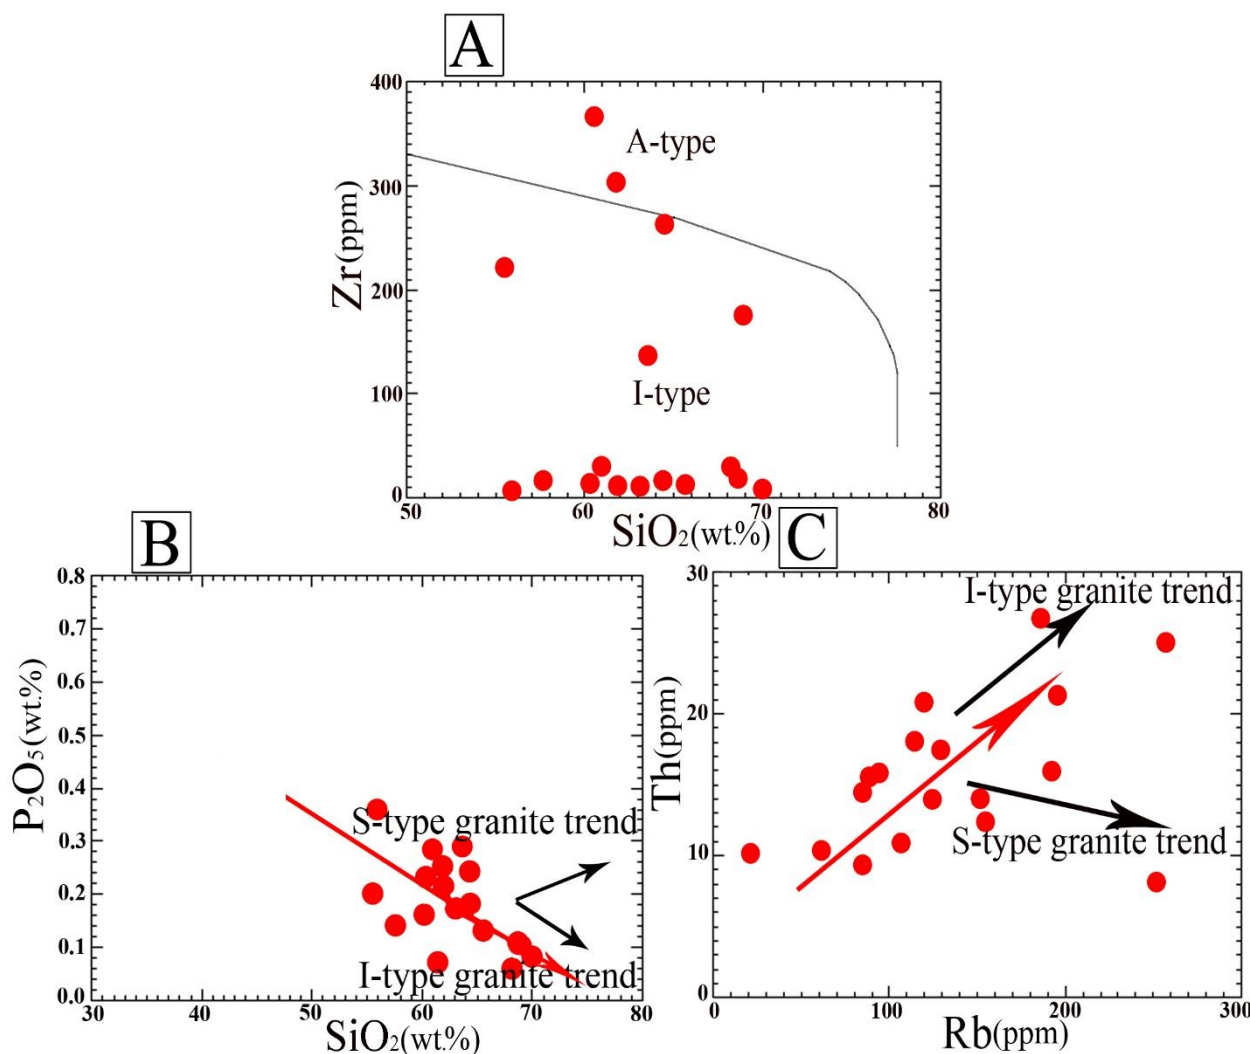 A
400
300
200
100
0
Zr(ppm)
A-type
I-type
50
60
70
80
SiO₂(wt.%)
B
0.8
0.7
0.6
0.5
0.4
0.3
0.2
0.1
0.0
P₂O₅(wt.%)
S-type granite trend
I-type granite trend
30
40
50
60
70
80
SiO₂(wt.%)
C
30
20
10
0
Th(ppm)
I-type granite trend
S-type granite trend
100
200
300
Rb(ppm)